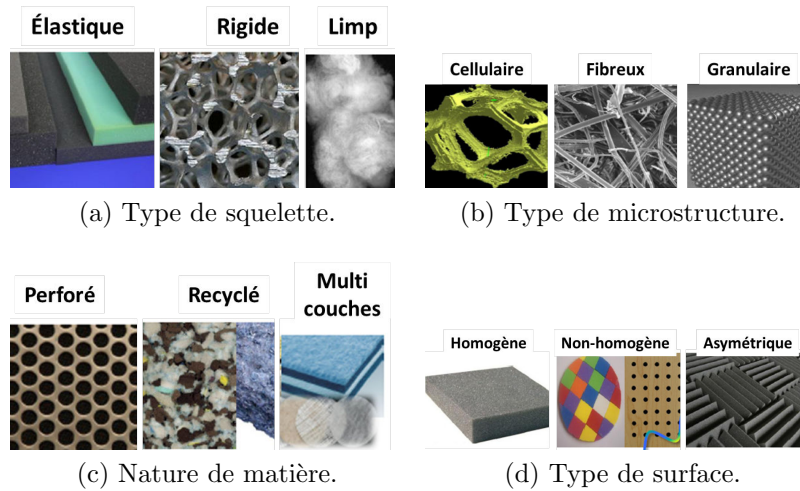 Élastique Rigide Limp
Cellulaire Fibreux Granulaire
(a) Type de squelette.
(b) Type de microstructure.
Perforé Recyclé Multi
couches
Homogène Non-homogène Asymétrique
(c) Nature de matière.
(d) Type de surface.